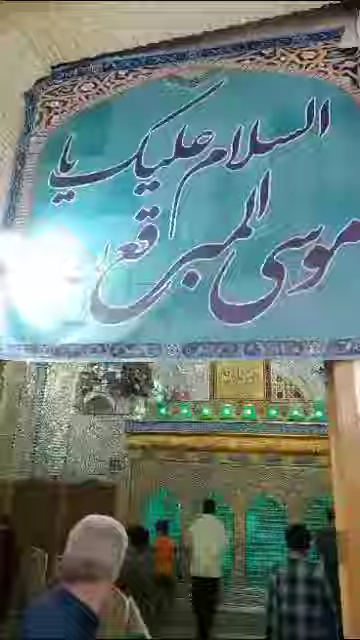 السلام علیک یا
موسی المبرقع